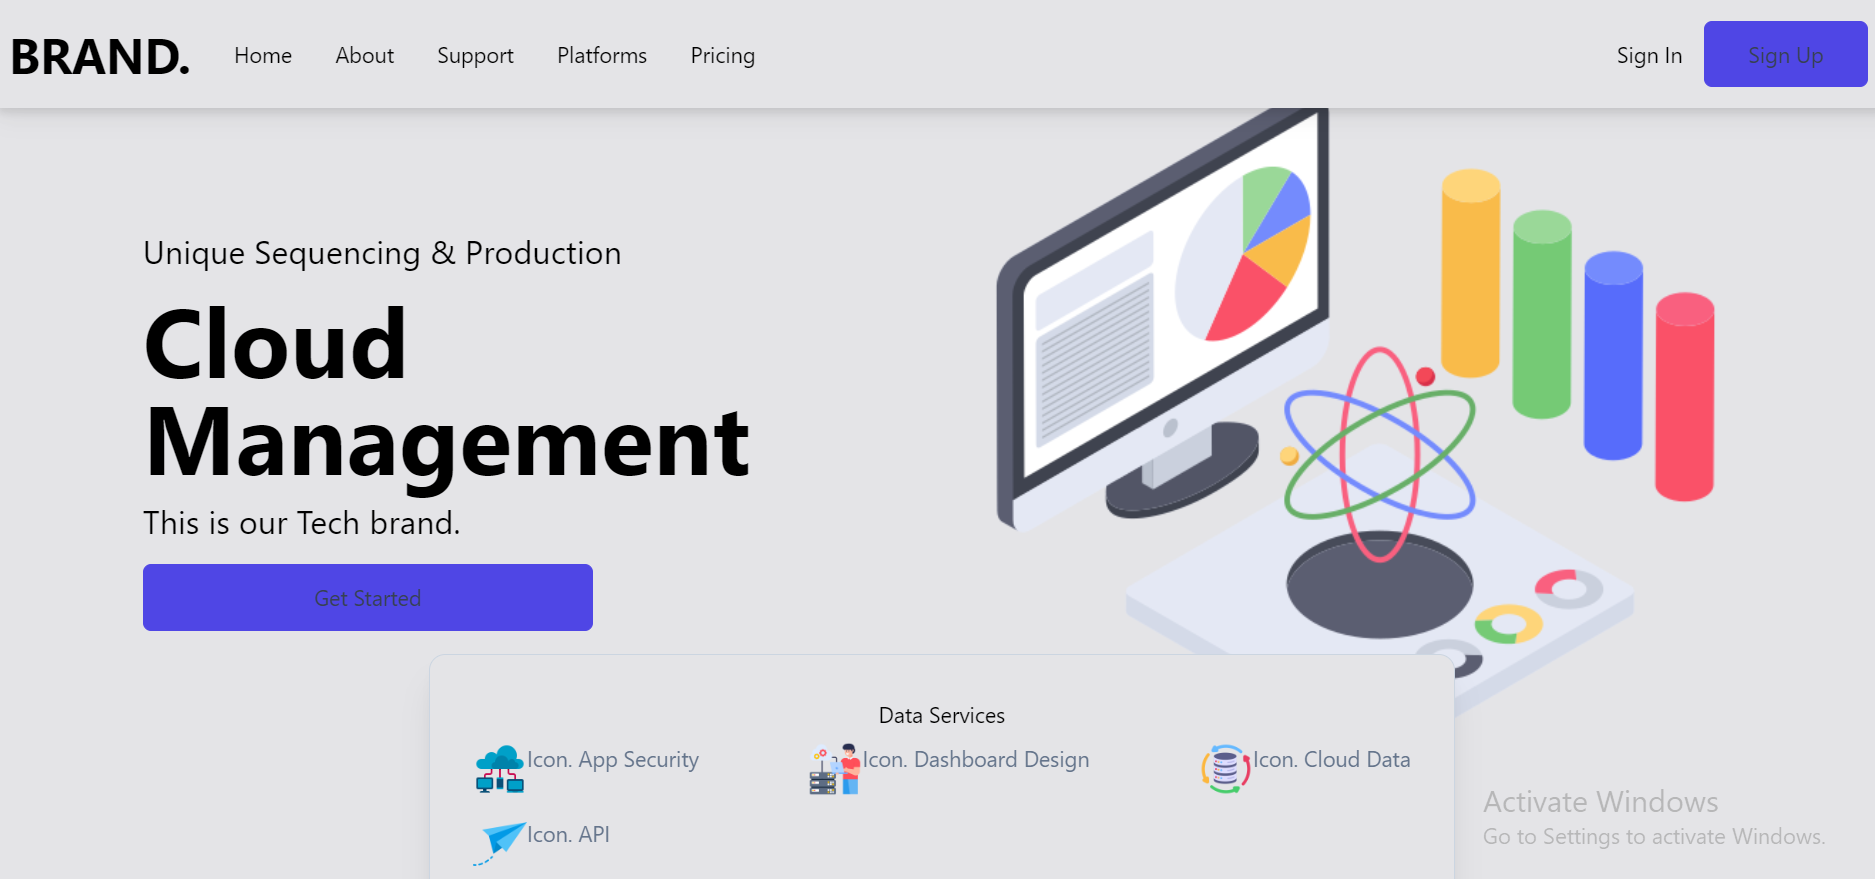 BRAND. Home About Support Platforms Pricing Sign In Sign Up
Unique Sequencing & Production
Cloud
Management
This is our Tech brand.
Get Started
Data Services
Icon. App Security Icon. Dashboard Design Icon. Cloud Data
Icon. API
Activate Windows
Go to Settings to activate Windows.